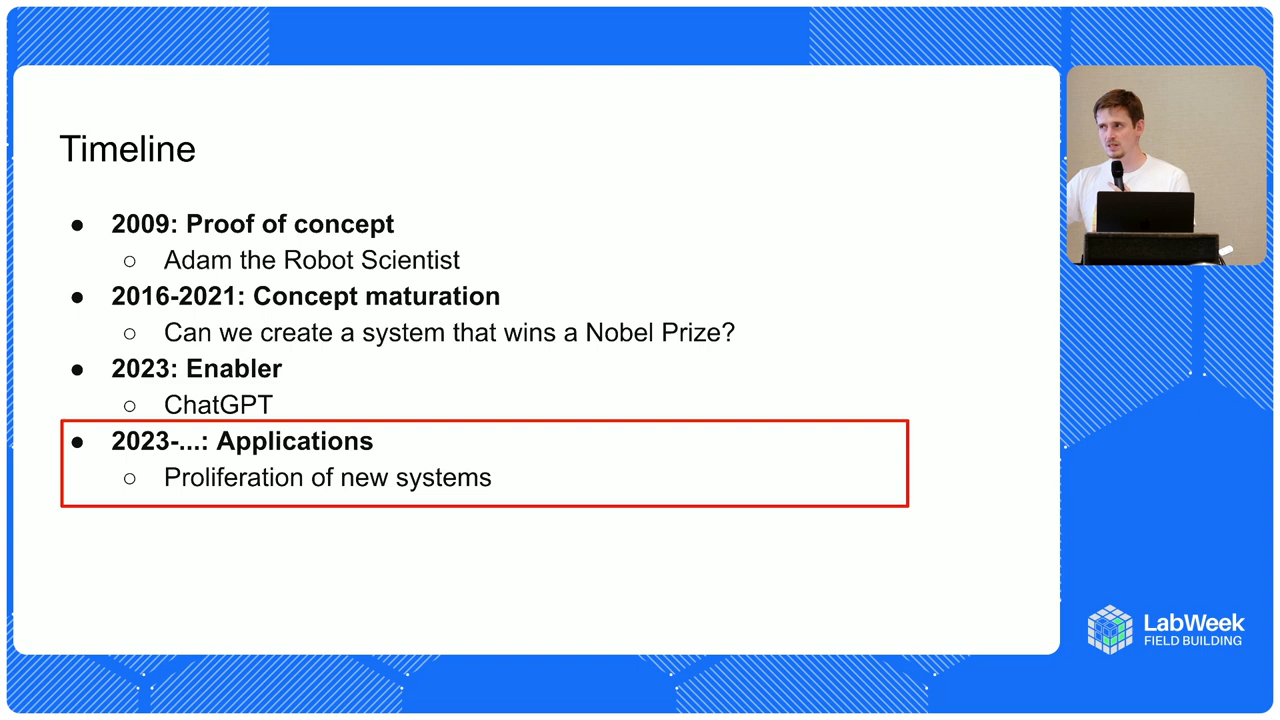 Timeline
● 2009: Proof of concept
○ Adam the Robot Scientist
● 2016-2021: Concept maturation
○ Can we create a system that wins a Nobel Prize?
● 2023: Enabler
○ ChatGPT
● 2023-...: Applications
○ Proliferation of new systems
LabWeek
FIELD BUILDING